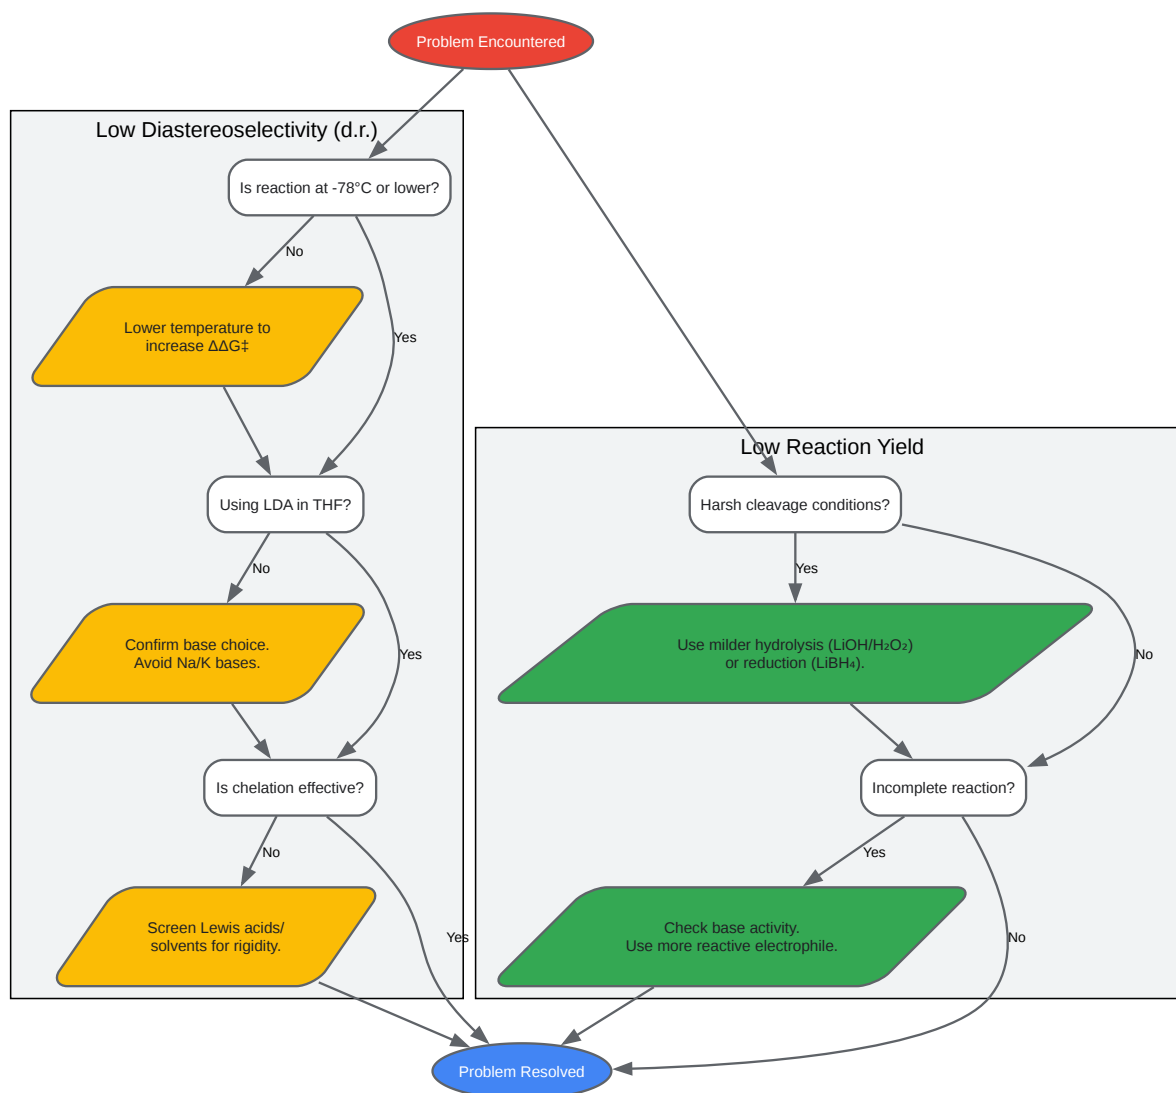 Problem Encountered
Low Diastereoselectivity (d.r.)
Is reaction at -78°C or lower?
No
Lower temperature to
increase ΔΔG‡
Yes
Using LDA in THF?
No
Confirm base choice.
Avoid Na/K bases.
Yes
Is chelation effective?
No
Screen Lewis acids/
solvents for rigidity.
Yes
Low Reaction Yield
Harsh cleavage conditions?
Yes
Use milder hydrolysis (LiOH/H₂O₂)
or reduction (LiBH₄).
No
Incomplete reaction?
Yes
Check base activity.
Use more reactive electrophile.
No
Problem Resolved